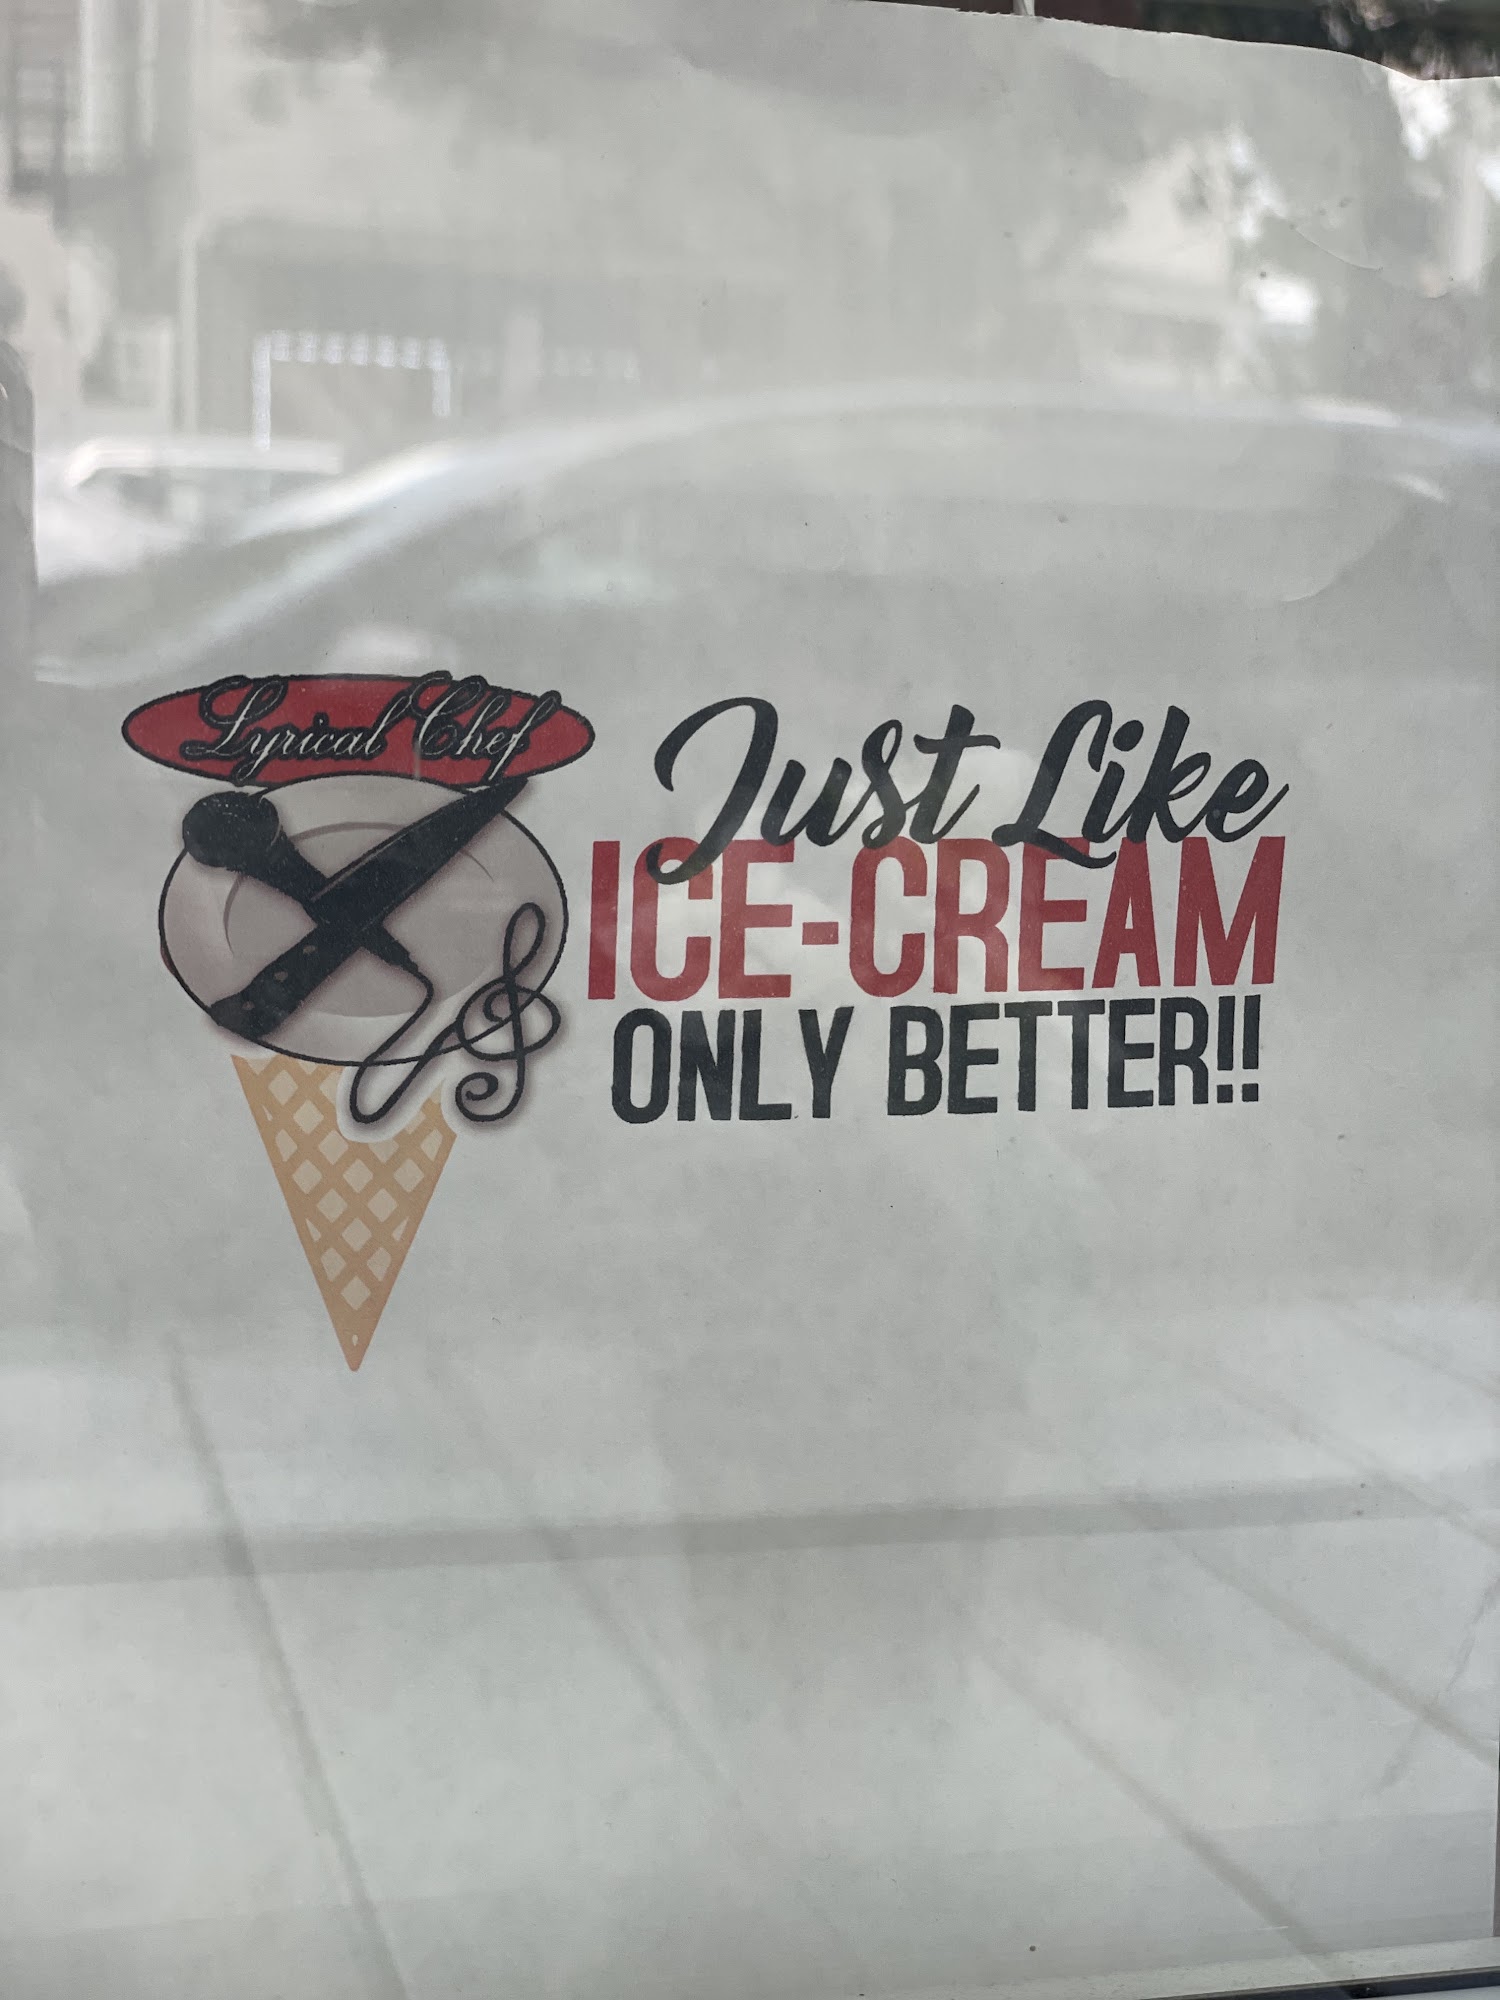 Lyrical Chef
Just Like
ICE-CREAM
ONLY BETTER!!